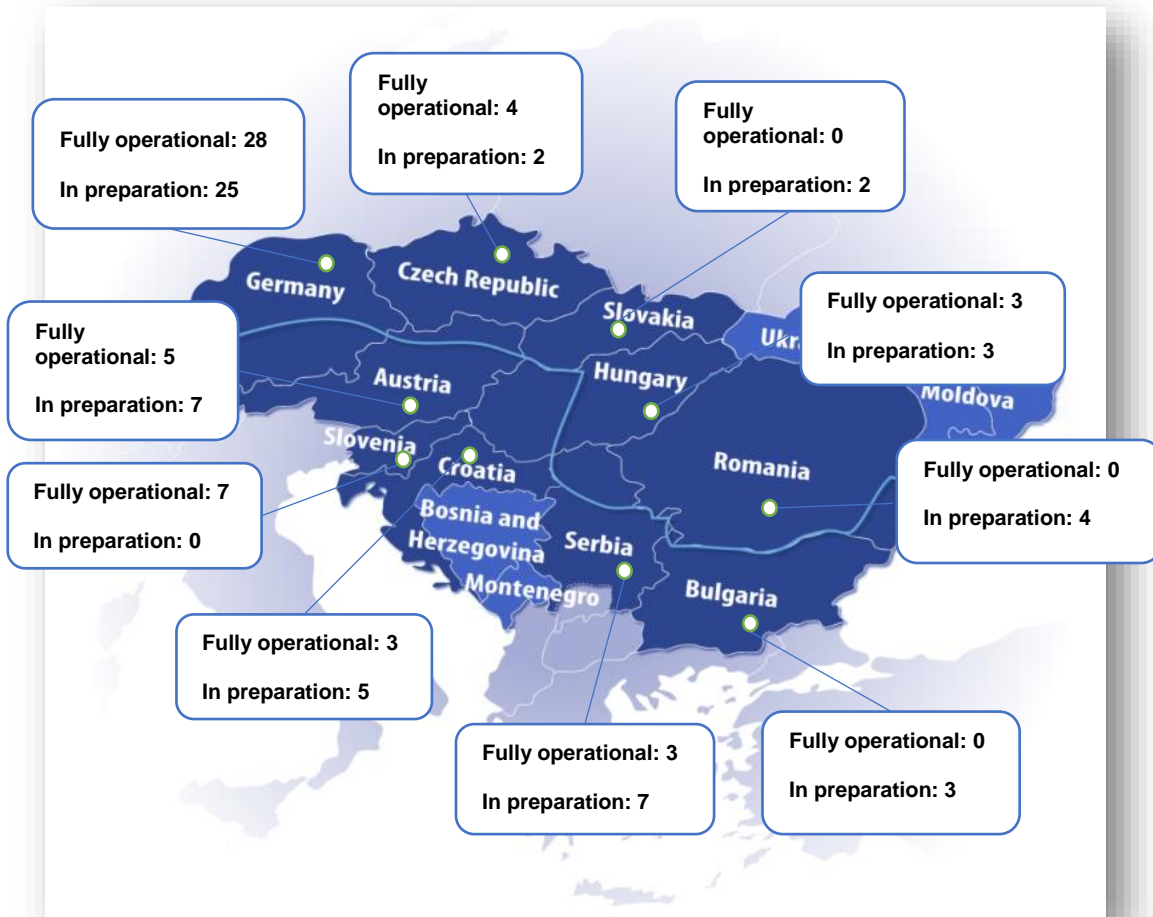 Fully
operational: 4
In preparation: 2
Fully
operational: 0
In preparation: 2
Fully operational: 28
In preparation: 25
Czech Republic
Germany
Slovakia
Fully operational: 3
In preparation: 3
Fully
operational: 5
In preparation: 7
Hungary
Austria
Moldova
Slovenia
Croatia
Romania
Fully operational: 0
In preparation: 4
Fully operational: 7
In preparation: 0
Bosnia and
Herzegovina
Serbia
Montenegro
Bulgaria
Fully operational: 3
In preparation: 5
Fully operational: 3
In preparation: 7
Fully operational: 0
In preparation: 3